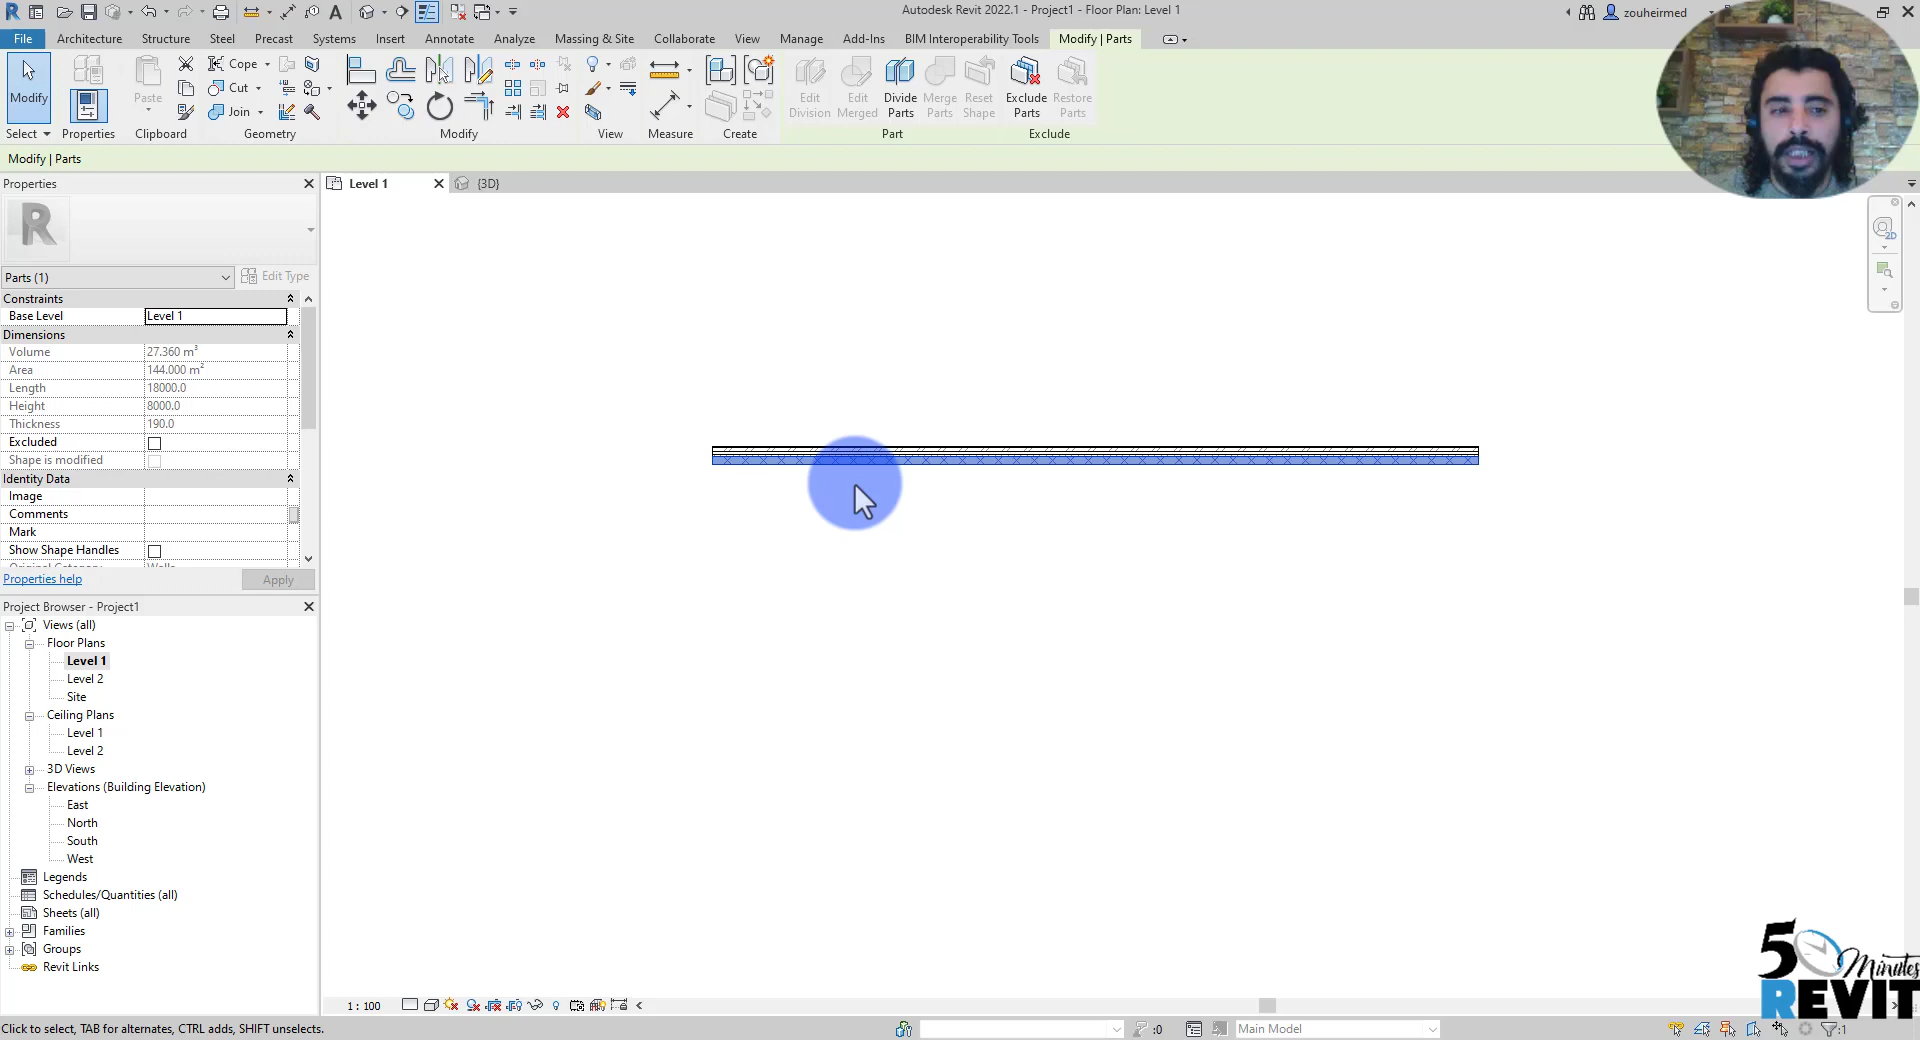 Autodesk Revit 2022.1 - Project1 - Floor Plan: Level 1
zouheirmed
File Architecture Structure Steel Precast Systems Insert Annotate Analyze Massing & Site Collaborate View Manage Add-Ins BIM Interoperability Tools Modify | Parts
Modify
Paste
Cope
Cut
Join
Edit Division
Edit Merged
Divide Parts
Merge Parts
Reset Shape
Exclude Parts
Restore Parts
Select Properties Clipboard Geometry Modify View Measure Create Part Exclude
Modify | Parts
Properties
Level 1
{3D}
2D
R
Parts (1)
Edit Type
Constraints
Base Level Level 1
Dimensions
Volume 27.360 m³
Area 144.000 m²
Length 18000.0
Height 8000.0
Thickness 190.0
Excluded
Shape is modified
Identity Data
Image
Comments
Mark
Show Shape Handles
Original Category Walls
Properties help
Apply
Project Browser - Project1
Views (all)
Floor Plans
Level 1
Level 2
Site
Ceiling Plans
Level 1
Level 2
3D Views
Elevations (Building Elevation)
East
North
South
West
Legends
Schedules/Quantities (all)
Sheets (all)
Families
Groups
Revit Links
1 : 100
Click to select, TAB for alternates, CTRL adds, SHIFT unselects.
:0
Main Model
:1
50 Minutes
REVIT